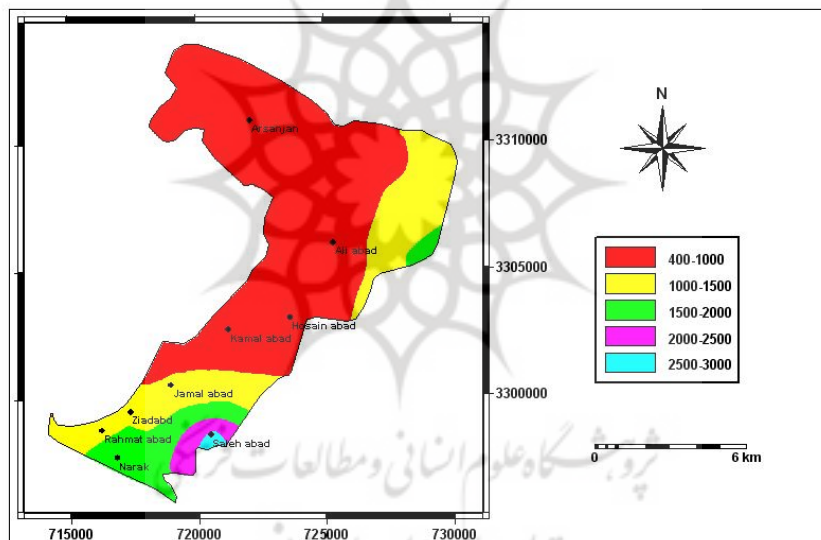 N
3310000
3305000
3300000
715000 720000 725000 730000
Arsanjan
Ali abad
Hosain abad
Kamal abad
Jamal abad
Ziadabd
Rahmat abad
Saleh abad
Narak
400-1000
1000-1500
1500-2000
2000-2500
2500-3000
0 6 km
پژوهشگاه علوم انسانی و مطالعات فرهنگی